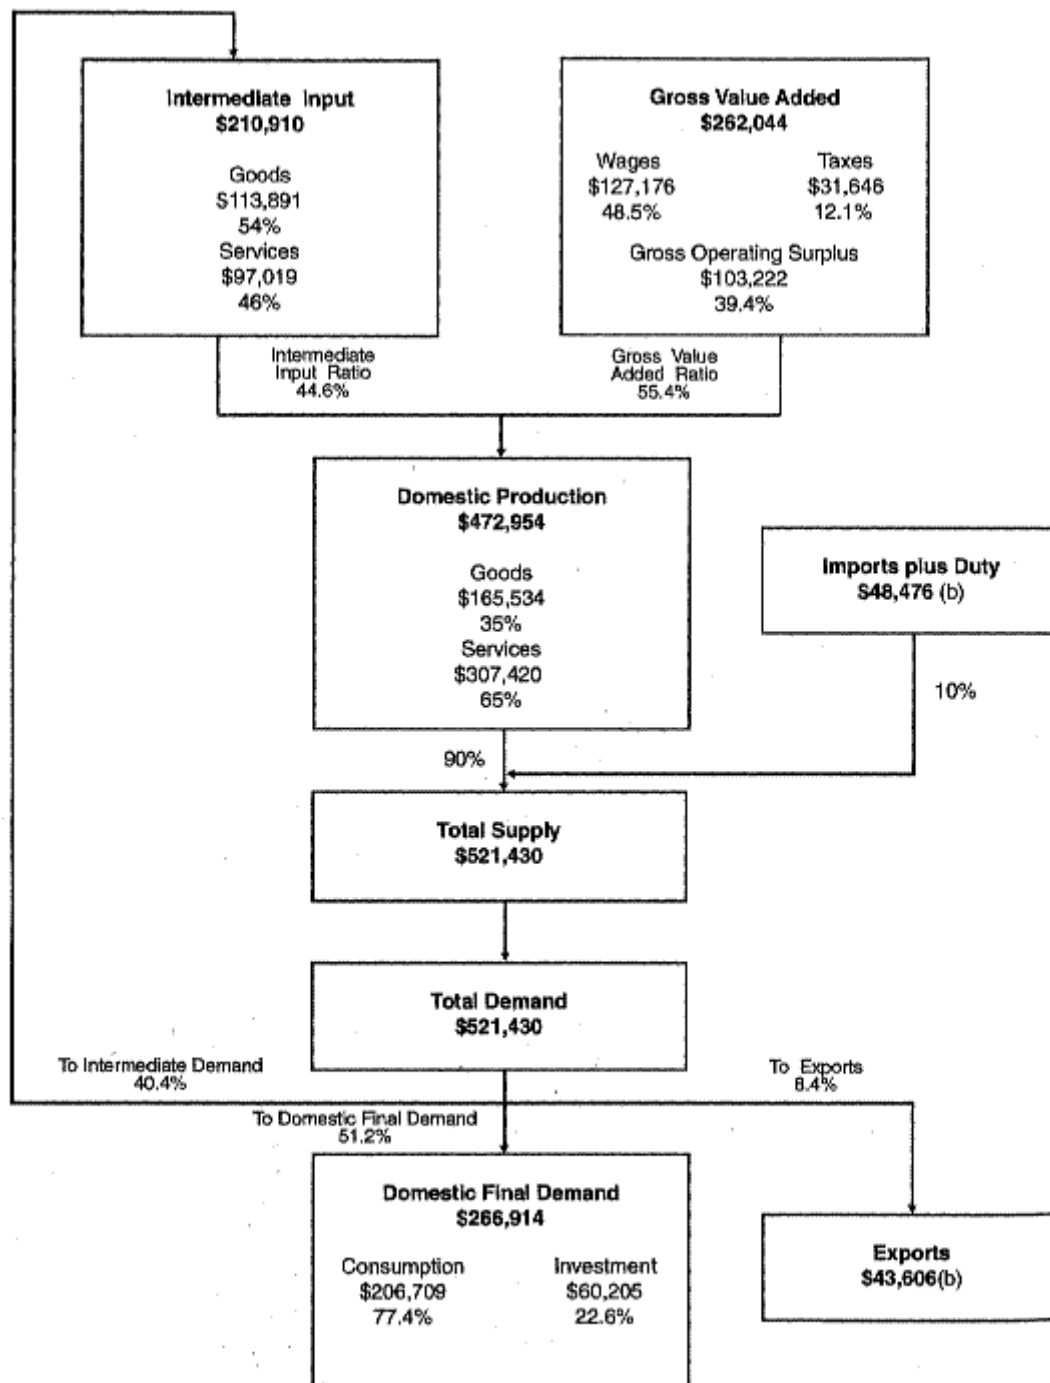 Intermediate Input
$210,910
Goods
$113,891
54%
Services
$97,019
46%
Gross Value Added
$262,044
Wages
$127,176
48.5%
Taxes
$31,646
12.1%
Gross Operating Surplus
$103,222
39.4%
Intermediate
Input Ratio
44.6%
Gross Value
Added Ratio
55.4%
Domestic Production
$472,954
Goods
$165,534
35%
Services
$307,420
65%
Imports plus Duty
$48,476 (b)
90%
10%
Total Supply
$521,430
Total Demand
$521,430
To Intermediate Demand
40.4%
To Exports
8.4%
To Domestic Final Demand
51.2%
Domestic Final Demand
$266,914
Consumption
$206,709
77.4%
Investment
$60,205
22.6%
Exports
$43,606(b)